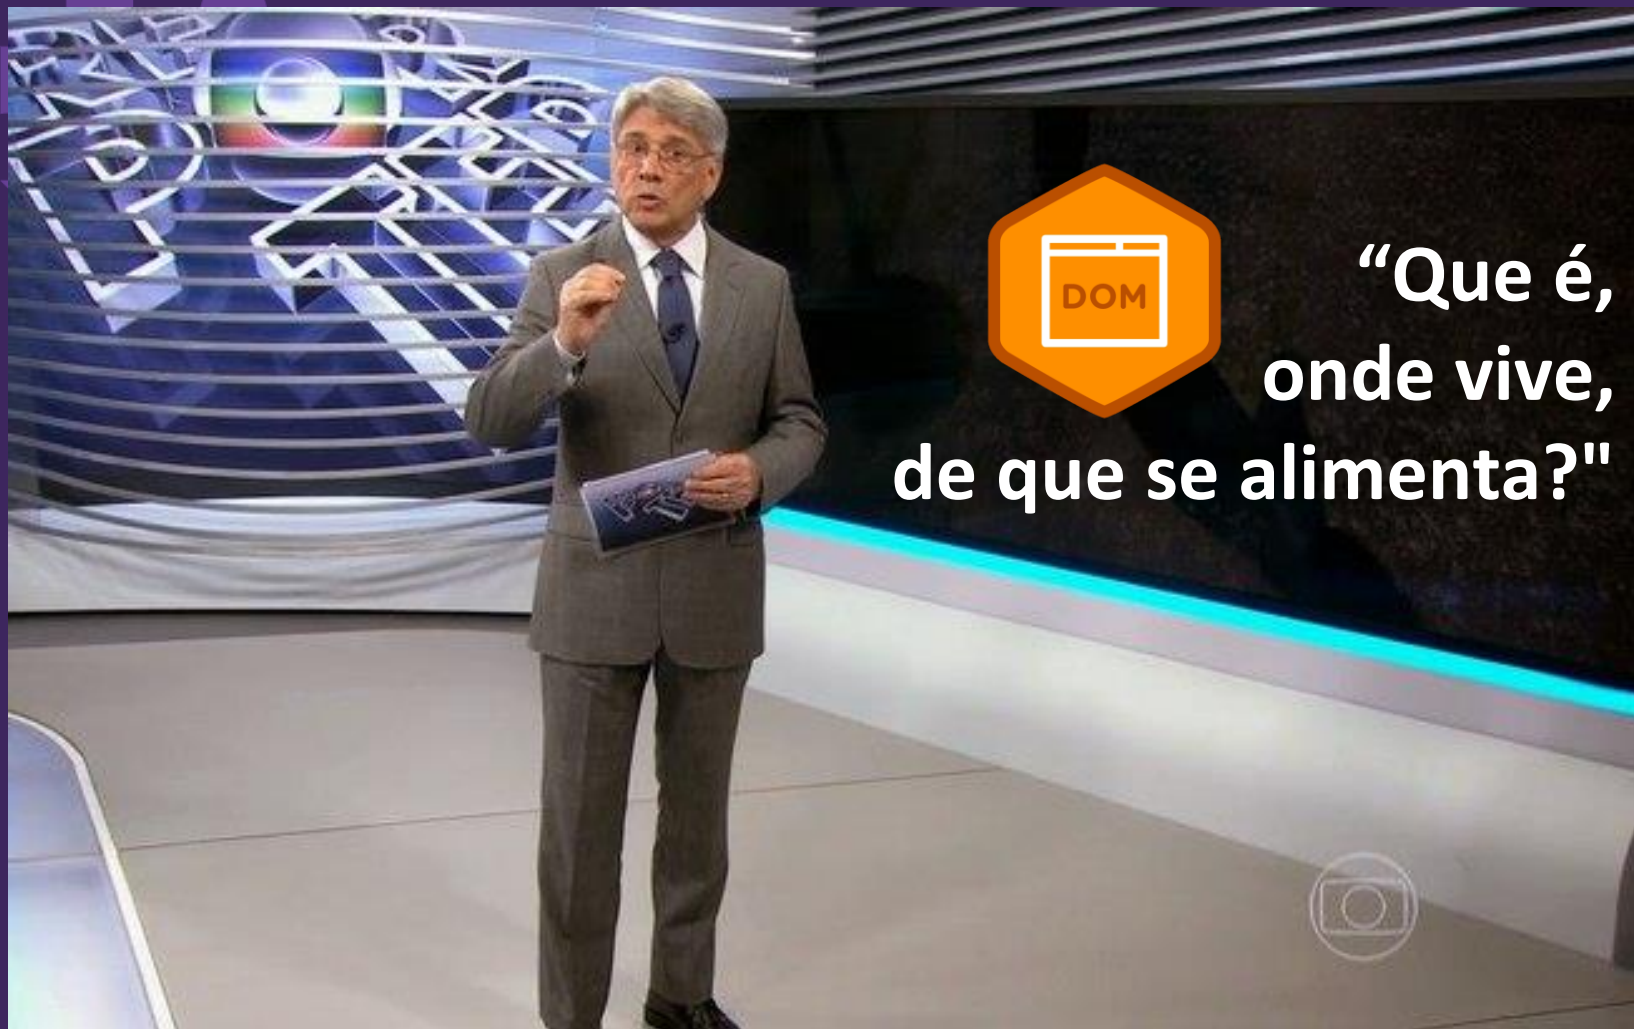 DOM
“Que é,
onde vive,
de que se alimenta?"